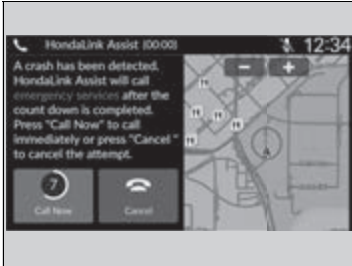 HondaLink Assist (00:00)
12:34
A crash has been detected.
HondaLink Assist will call
emergency services after the
count down is completed.
Press "Call Now" to call
immediately or press "Cancel"
to cancel the attempt.
7
Call Now
Cancel